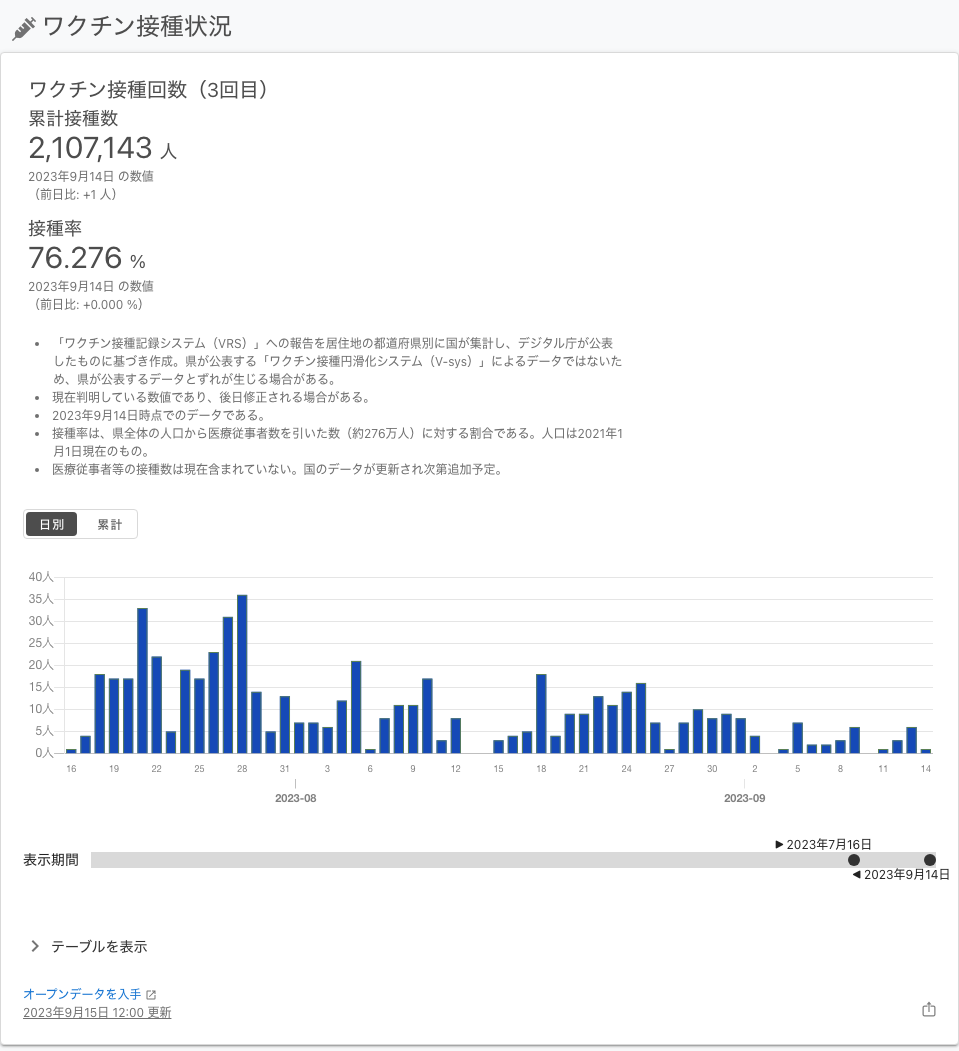 ワクチン接種状況
ワクチン接種回数（3回目）
累計接種数
2,107,143 人
2023年9月14日 の数値
（前日比: +1 人）
接種率
76.276 %
2023年9月14日 の数値
（前日比: +0.000 %）
• 「ワクチン接種記録システム（VRS）」への報告を居住地の都道府県別に国が集計し、デジタル庁が公表
したものに基づき作成。県が公表する「ワクチン接種円滑化システム（V-sys）」によるデータではないた
め、県が公表するデータとずれが生じる場合がある。
• 現在判明している数値であり、後日修正される場合がある。
• 2023年9月14日時点でのデータである。
• 接種率は、県全体の人口から医療従事者数を引いた数（約276万人）に対する割合である。人口は2021年1
月1日現在のもの。
• 医療従事者等の接種数は現在含まれていない。国のデータが更新され次第追加予定。
日別 累計
40人
35人
30人
25人
20人
15人
10人
5人
0人
16 19 22 25 28 31 3 6 9 12 15 18 21 24 27 30 2 5 8 11 14
2023-08 2023-09
2023年7月16日
表示期間
2023年9月14日
テーブルを表示
オープンデータを入手
2023年9月15日 12:00 更新